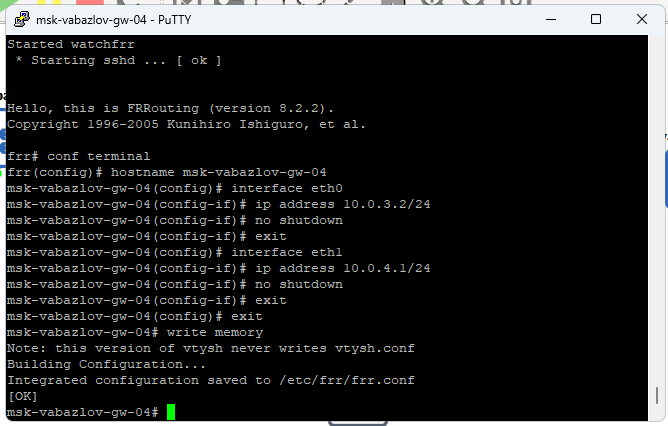 msk-vabazlov-gw-04 - PuTTY
Started watchfrr
 * Starting sshd ... [ ok ]
Hello, this is FRRouting (version 8.2.2).
Copyright 1996-2005 Kunihiro Ishiguro, et al.
frr# conf terminal
frr(config)# hostname msk-vabazlov-gw-04
msk-vabazlov-gw-04(config)# interface eth0
msk-vabazlov-gw-04(config-if)# ip address 10.0.3.2/24
msk-vabazlov-gw-04(config-if)# no shutdown
msk-vabazlov-gw-04(config-if)# exit
msk-vabazlov-gw-04(config)# interface eth1
msk-vabazlov-gw-04(config-if)# ip address 10.0.4.1/24
msk-vabazlov-gw-04(config-if)# no shutdown
msk-vabazlov-gw-04(config-if)# exit
msk-vabazlov-gw-04(config)# exit
msk-vabazlov-gw-04# write memory
Note: this version of vtysh never writes vtysh.conf
Building Configuration...
Integrated configuration saved to /etc/frr/frr.conf
[OK]
msk-vabazlov-gw-04#